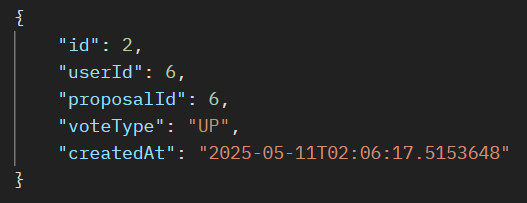 {
    "id": 2,
    "userId": 6,
    "proposalId": 6,
    "voteType": "UP",
    "createdAt": "2025-05-11T02:06:17.5153648"
}